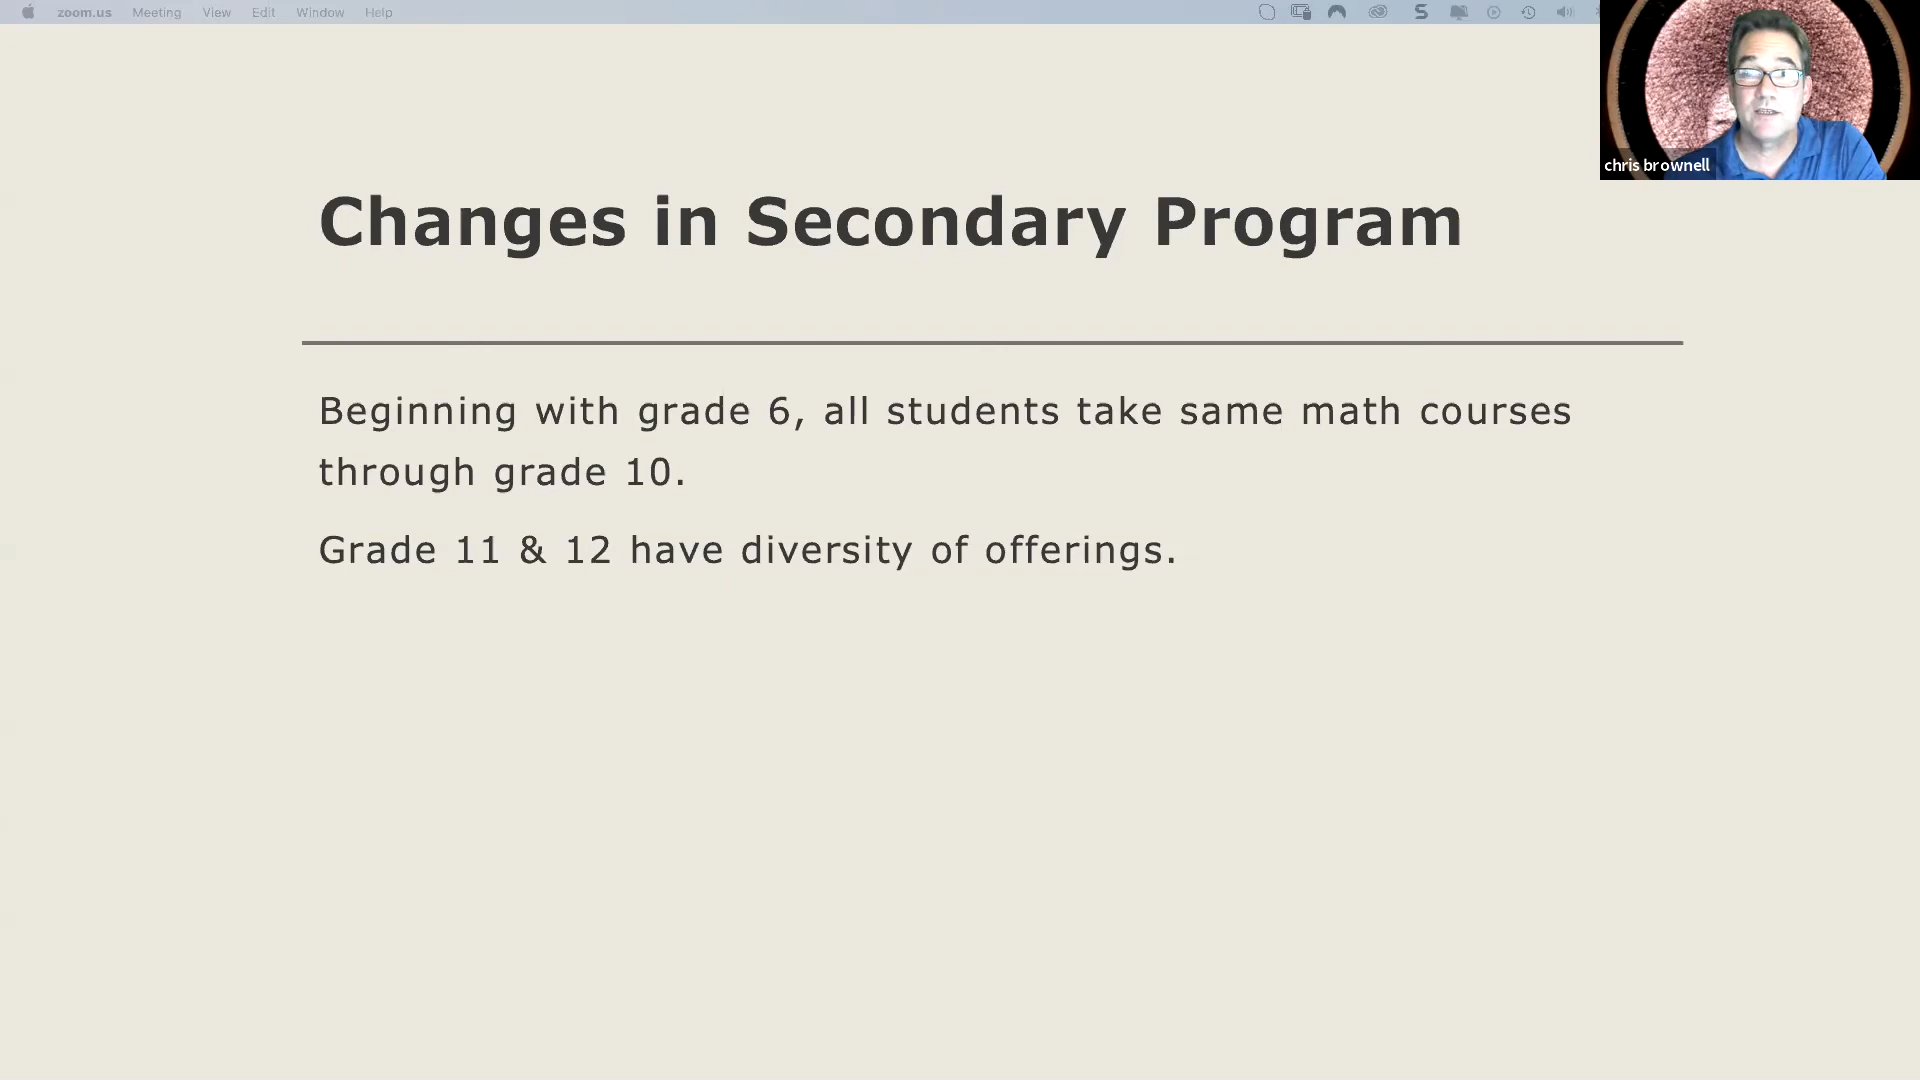 zoom.us Meeting View Edit Window Help
chris brownell
Changes in Secondary Program
Beginning with grade 6, all students take same math courses
through grade 10.
Grade 11 & 12 have diversity of offerings.